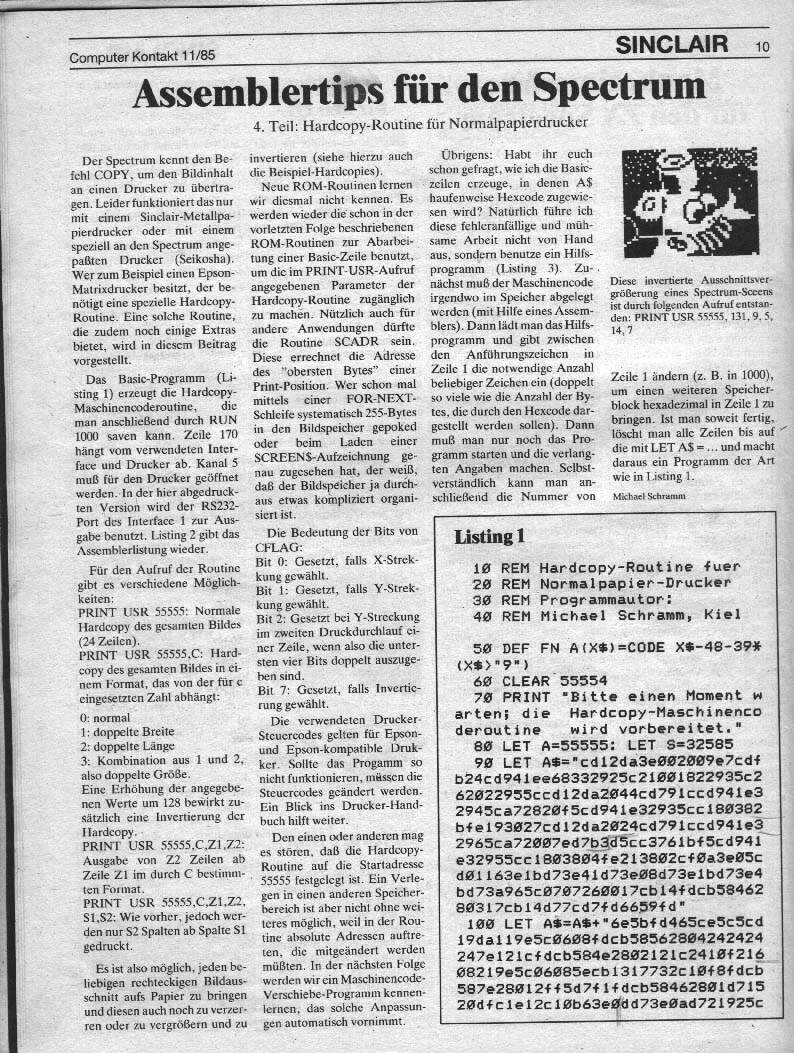 Computer Kontakt 11/85
SINCLAIR 10
Assemblertips für den Spectrum
4. Teil: Hardcopy-Routine für Normalpapierdrucker
Der Spectrum kennt den Be-
fehl COPY, um den Bildinhalt
an einen Drucker zu übertra-
gen. Leider funktioniert das nur
mit einem Sinclair-Metallpa-
pierdrucker oder mit einem
speziell an den Spectrum ange-
paßten Drucker (Seikosha).
Wer zum Beispiel einen Epson-
Matrixdrucker besitzt, der be-
nötigt eine spezielle Hardcopy-
Routine. Eine solche Routine,
die zudem noch einige Extras
bietet, wird in diesem Beitrag
vorgestellt.
Das Basic-Programm (Li-
sting 1) erzeugt die Hardcopy-
Maschinencoderoutine, die
man anschließend durch RUN
1000 saven kann. Zeile 170
hängt vom verwendeten Inter-
face und Drucker ab. Kanal 5
muß für den Drucker geöffnet
werden. In der hier abgedruck-
ten Version wird der RS232-
Port des Interface 1 zur Aus-
gabe benutzt. Listing 2 gibt das
Assemblerlisting wieder.
Für den Aufruf der Routine
gibt es verschiedene Möglich-
keiten:
PRINT USR 55555: Normale
Hardcopy des gesamten Bildes
(24 Zeilen).
PRINT USR 55555,C: Hard-
copy des gesamten Bildes in ei-
nem Format, das von der für c
eingesetzten Zahl abhängt:
0: normal
1: doppelte Breite
2: doppelte Länge
3: Kombination aus 1 und 2,
also doppelte Größe.
Eine Erhöhung der angegebe-
nen Werte um 128 bewirkt zu-
sätzlich eine Invertierung der
Hardcopy.
PRINT USR 55555,C,Z1,Z2:
Ausgabe von Z2 Zeilen ab
Zeile Z1 im durch C bestimm-
ten Format.
PRINT USR 55555,C,Z1,Z2,
S1,S2: Wie vorher, jedoch wer-
den nur S2 Spalten ab Spalte S1
gedruckt.
Es ist also möglich, jeden be-
liebigen rechteckigen Bildaus-
schnitt aufs Papier zu bringen
und diesen auch noch zu verzer-
ren oder zu vergrößern und zu
invertieren (siehe hierzu auch
die Beispiel-Hardcopies).
Neue ROM-Routinen lernen
wir diesmal nicht kennen. Es
werden wieder die schon in der
vorletzten Folge beschriebenen
ROM-Routinen zur Abarbei-
tung einer Basic-Zeile benutzt,
um die im PRINT-USR-Aufruf
angegebenen Parameter der
Hardcopy-Routine zugänglich
zu machen. Nützlich auch für
andere Anwendungen dürfte
die Routine SCADR sein.
Diese errechnet die Adresse
des "obersten Bytes" einer
Print-Position. Wer schon mal
mittels einer FOR-NEXT-
Schleife systematisch 255-Bytes
in den Bildspeicher gepoked
oder beim Laden einer
SCREEN$-Aufzeichnung ge-
nau zugesehen hat, der weiß,
daß der Bildspeicher ja durch-
aus etwas kompliziert organi-
siert ist.
Die Bedeutung der Bits von
CFLAG:
Bit 0: Gesetzt, falls X-Strek-
kung gewählt.
Bit 1: Gesetzt, falls Y-Strek-
kung gewählt.
Bit 2: Gesetzt bei Y-Streckung
im zweiten Druckdurchlauf ei-
ner Zeile, wenn also die unter-
sten vier Bits doppelt auszuge-
ben sind.
Bit 7: Gesetzt, falls Invertie-
rung gewählt.
Die verwendeten Drucker-
Steuercodes gelten für Epson-
und Epson-kompatible Druk-
ker. Sollte das Progamm so
nicht funktionieren, müssen die
Steuercodes geändert werden.
Ein Blick ins Drucker-Hand-
buch hilft weiter.
Den einen oder anderen mag
es stören, daß die Hardcopy-
Routine auf die Startadresse
55555 festgelegt ist. Ein Verle-
gen in einen anderen Speicher-
bereich ist aber nicht ohne wei-
teres möglich, weil in der Rou-
tine absolute Adressen auftre-
ten, die mitgeändert werden
müßten. In der nächsten Folge
werden wir ein Maschinencode-
Verschiebe-Programm kennen-
lernen, das solche Anpassun-
gen automatisch vornimmt.
Übrigens: Habt ihr euch
schon gefragt, wie ich die Basic-
zeilen erzeuge, in denen A$
haufenweise Hexcode zugewie-
sen wird? Natürlich führe ich
diese fehleranfällige und müh-
same Arbeit nicht von Hand
aus, sondern benutze ein Hilfs-
programm (Listing 3). Zu-
nächst muß der Maschinencode
irgendwo im Speicher abgelegt
werden (mit Hilfe eines Assem-
blers). Dann lädt man das Hilfs-
programm und gibt zwischen
den Anführungszeichen in
Zeile 1 die notwendige Anzahl
beliebiger Zeichen ein (doppelt
so viele wie die Anzahl der By-
tes, die durch den Hexcode dar-
gestellt werden sollen). Dann
muß man nur noch das Pro-
gramm starten und die verlang-
ten Angaben machen. Selbst-
verständlich kann man an-
schließend die Nummer von
Diese invertierte Ausschnittsver-
größerung eines Spectrum-Sceens
ist durch folgenden Aufruf entstan-
den: PRINT USR 55555, 131, 9, 5,
14, 7
Zeile 1 ändern (z. B. in 1000),
um einen weiteren Speicher-
block hexadezimal in Zeile 1 zu
bringen. Ist man soweit fertig,
löscht man alle Zeilen bis auf
die mit LET A$ = ... und macht
daraus ein Programm der Art
wie in Listing 1.
Michael Schramm
Listing 1
10 REM Hardcopy-Routine fuer
20 REM Normalpapier-Drucker
30 REM Programmautor:
40 REM Michael Schramm, Kiel
50 DEF FN A(X$)=CODE X$-48-39*
(X$>"9")
60 CLEAR 55554
70 PRINT "Bitte einen Moment w
arten; die Hardcopy-Maschinenco
deroutine wird vorbereitet."
80 LET A=55555: LET S=32585
90 LET A$="cd12da3e002009e7cdf
b24cd941ee68332925c21001822935c2
62022955ccd12da2044cd791ccd941e3
2945ca72820f5cd941e32935cc180382
bfe193027cd12da2024cd791ccd941e3
2965ca72007ed7b3d5cc3761bf5cd941
e32955cc1803804fe213802cf0a3e05c
d01163e1bd73e41d73e08d73e1bd73e4
bd73a965c0707260017cb14fdcb58462
80317cb14d77cd7fd6659fd"
100 LET A$=A$+"6e5bfd465ce5c5cd
19da119e5c0608fdcb58562804242424
247e121cfdcb584e2802121c2410f216
08219e5c06085ecb1317732c10f8fdcb
587e28012ff5d7f1fdcb58462801d715
20dfc1e12c10b63e0dd73e0ad721925c